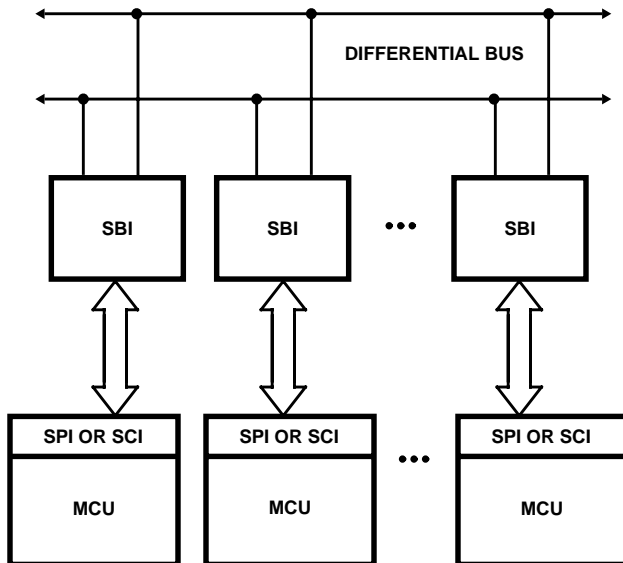 DIFFERENTIAL BUS
SBI SBI ••• SBI
SPI OR SCI SPI OR SCI ••• SPI OR SCI
MCU MCU MCU